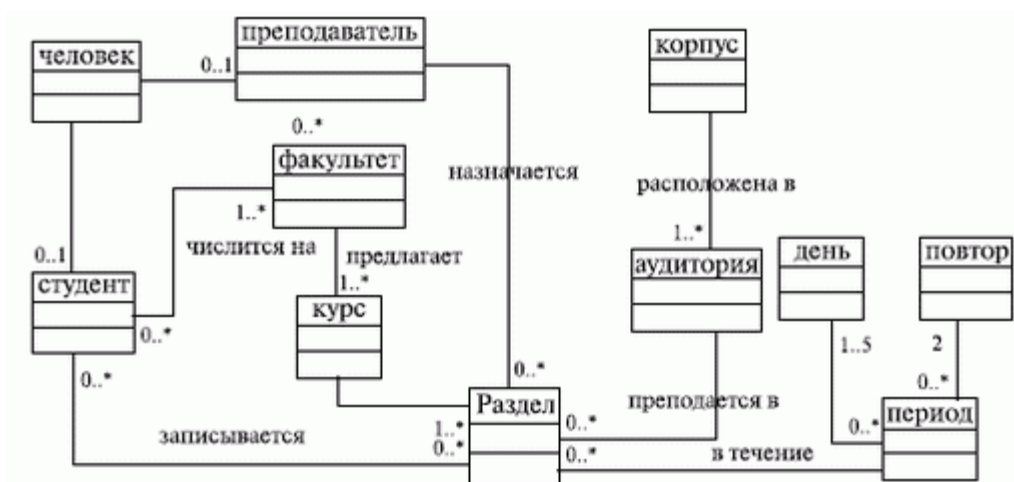 преподаватель
корпус
человек
0..1
0..*
факультет
назначается
расположена в
1..*
числится на
1..*
0..1
предлагает
день
повтор
аудитория
студент
1..*
курс
0..*
1..5
2
0..*
0..*
0..*
Раздел
преподается в
период
0..*
1..*
0..*
записывается
0..*
0..*
в течение